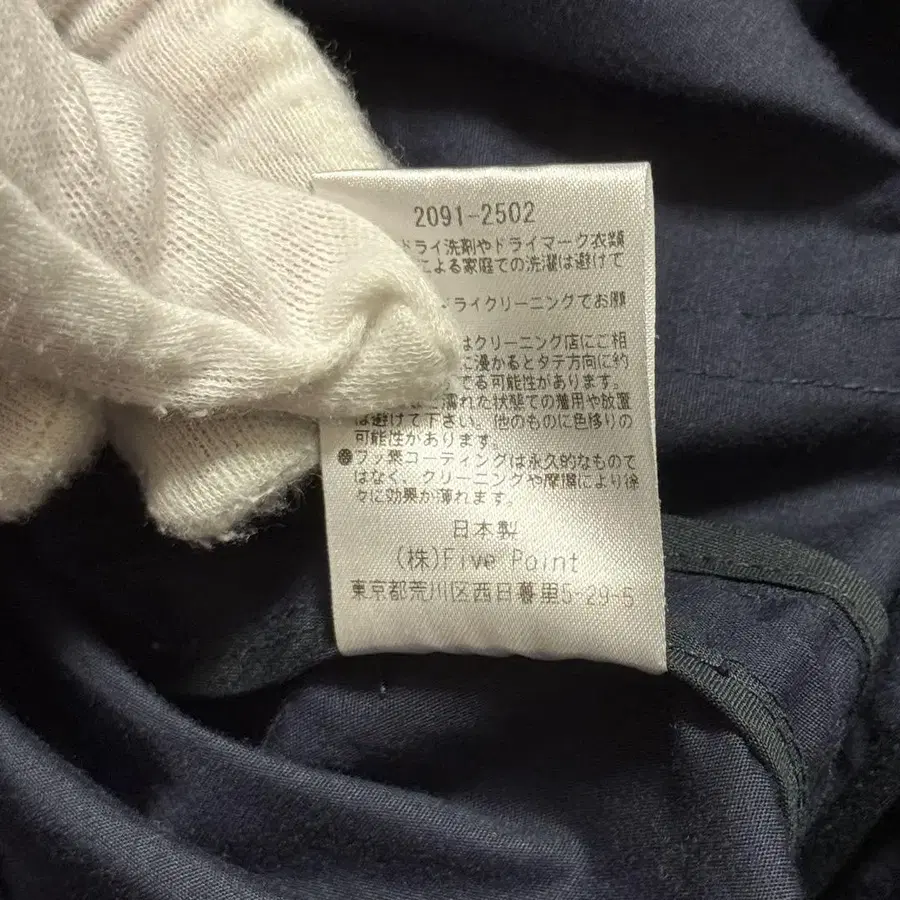 2091-2502
ドライ洗剤やドライマーク衣類
による家庭での洗濯は避けて
ドライクリーニングでお願
はクリーニング店にご相
に浸かるとタテ方向に約
てる可能性があります。
濡れた状態での着用や放置
は避けて下さい。他のものに色移りの
可能性があります。
●フッ素コーティングは永久的なもので
はなく、クリーニングや摩擦により徐
々に効果か薄れます。
日本製
(株)Five Point
東京都荒川区西日暮里5-29-5